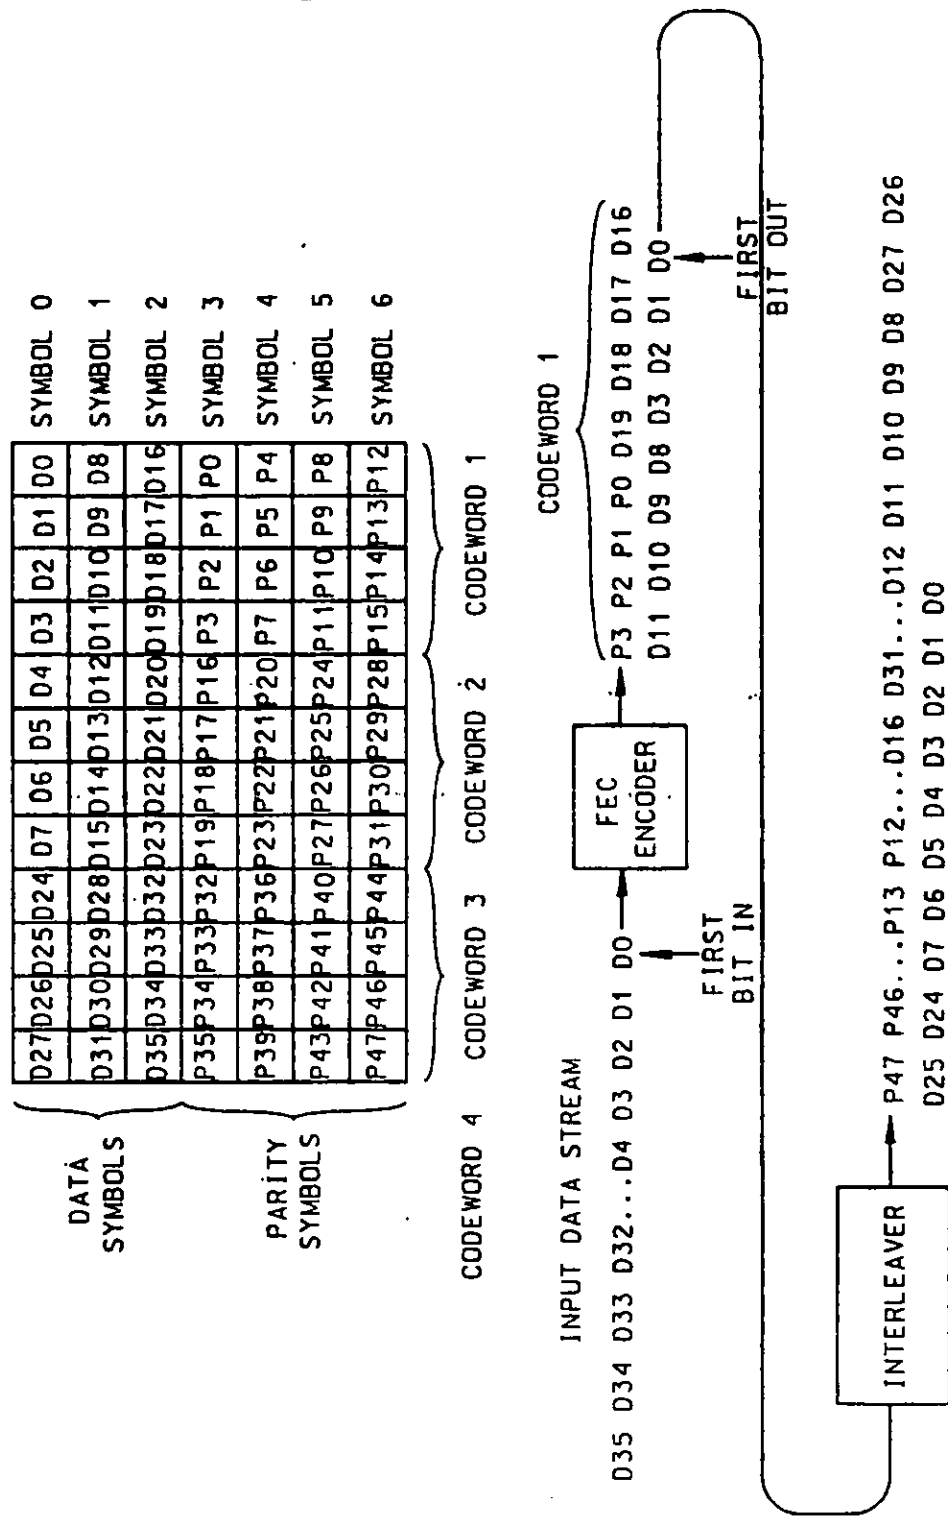 D27 D26 D25 D24 D7 D6 D5 D4 D3 D2 D1 D0 SYMBOL 0
D31 D30 D29 D28 D15 D14 D13 D12 D11 D10 D9 D8 SYMBOL 1
D35 D34 D33 D32 D23 D22 D21 D20 D19 D18 D17 D16 SYMBOL 2
P35 P34 P33 P32 P19 P18 P17 P16 P3 P2 P1 P0 SYMBOL 3
P39 P38 P37 P36 P23 P22 P21 P20 P7 P6 P5 P4 SYMBOL 4
P43 P42 P41 P40 P27 P26 P25 P24 P11 P10 P9 P8 SYMBOL 5
P47 P46 P45 P44 P31 P30 P29 P28 P15 P14 P13 P12 SYMBOL 6
DATA
SYMBOLS
PARITY
SYMBOLS
CODEWORD 4 CODEWORD 3 CODEWORD 2 CODEWORD 1
INPUT DATA STREAM
D35 D34 D33 D32...D4 D3 D2 D1 D0
FIRST
BIT IN
FEC
ENCODER
CODEWORD 1
P3 P2 P1 P0 D19 D18 D17 D16
D11 D10 D9 D8 D3 D2 D1 D0
FIRST
BIT OUT
INTERLEAVER
P47 P46...P13 P12...D16 D31...D12 D11 D10 D9 D8 D27 D26
D25 D24 D7 D6 D5 D4 D3 D2 D1 D0